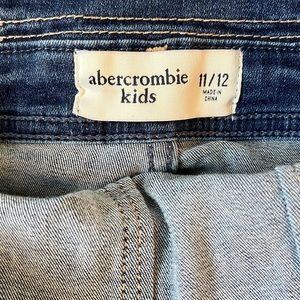 abercrombie
kids
11/12
MADE IN
CHINA